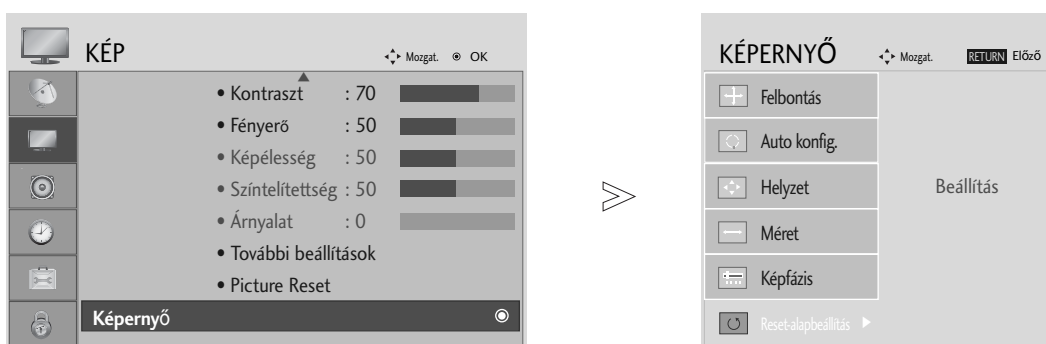 KÉP
Mozgat. OK
• Kontraszt : 70
• Fényerő : 50
• Képélesség : 50
• Színtelítettség : 50
• Árnyalat : 0
• További beállítások
• Picture Reset
Képernyő
KÉPERNYŐ
Mozgat. RETURN Előző
Felbontás
Auto konfig.
Helyzet
Méret
Képfázis
Reset-alapbeállítás
Beállítás